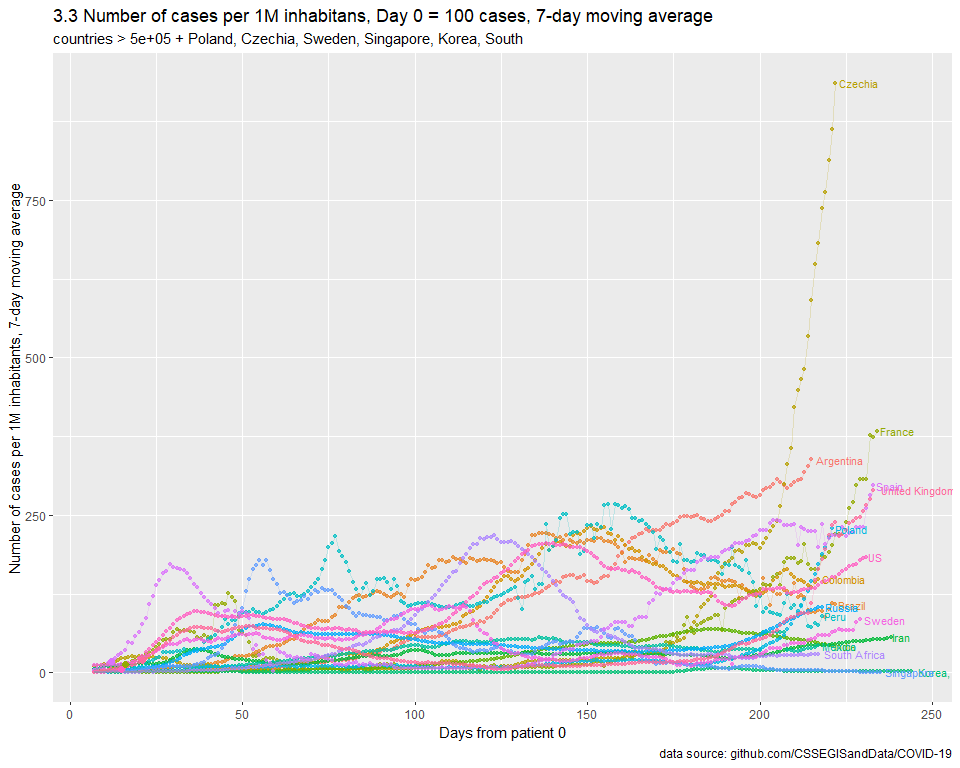 3.3 Number of cases per 1M inhabitans, Day 0 = 100 cases, 7-day moving average
countries > 5e+05 + Poland, Czechia, Sweden, Singapore, Korea, South
Number of cases per 1M inhabitants, 7-day moving average
750
500
250
0
Czechia
France
Argentina
Spain
United Kingdom
Poland
US
Colombia
Brazil
Russia
Peru
Sweden
Iran
South Africa
Singapore
Korea,
0
50
100
150
200
250
Days from patient 0
data source: github.com/CSSEGISandData/COVID-19